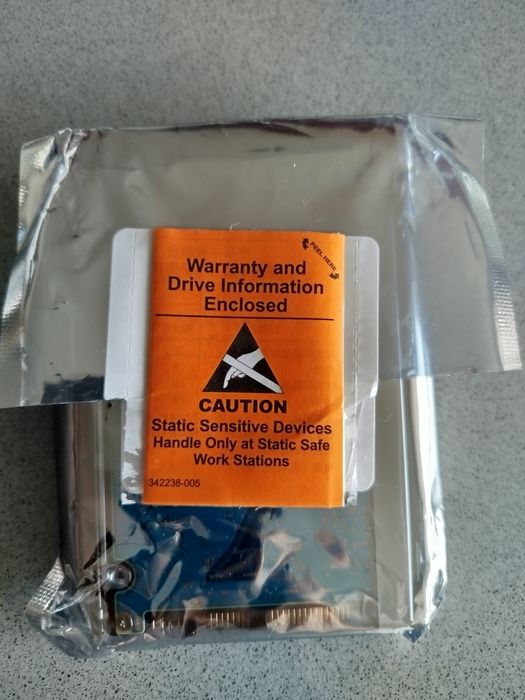 PEEL HERE
Warranty and
Drive Information
Enclosed
CAUTION
Static Sensitive Devices
Handle Only at Static Safe
Work Stations
342238-005